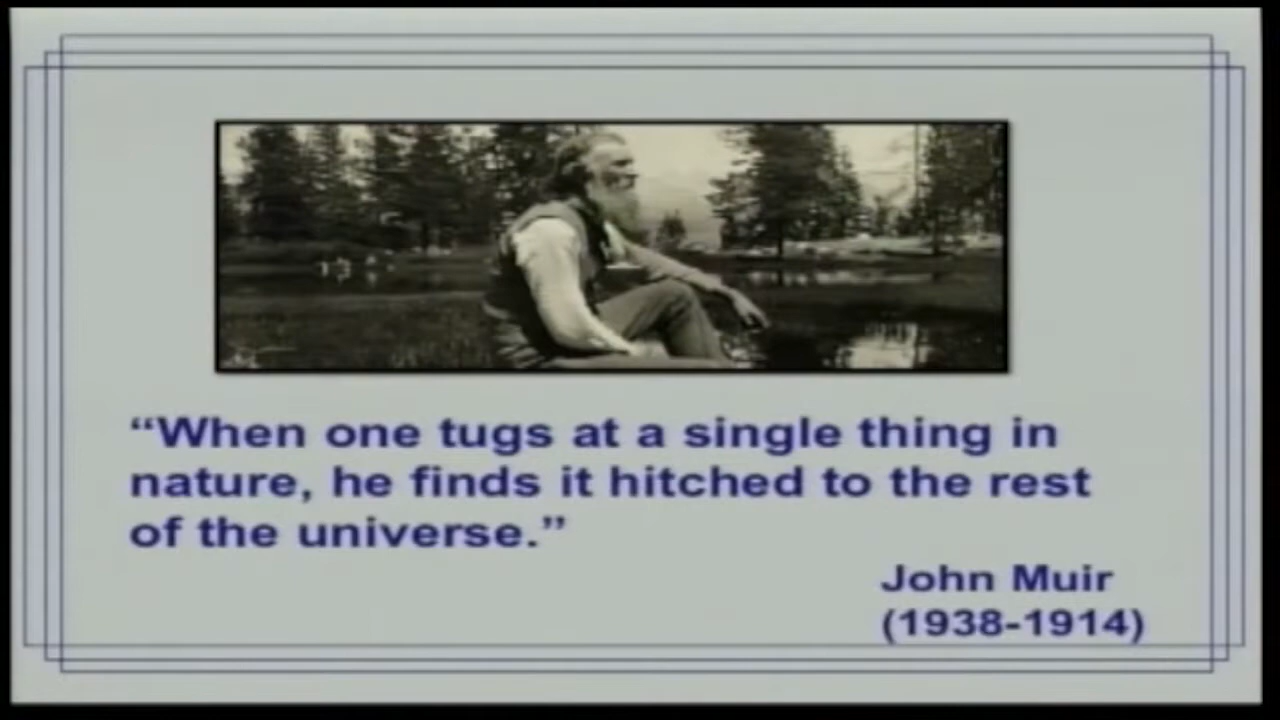 “When one tugs at a single thing in
nature, he finds it hitched to the rest
of the universe.”
John Muir
(1938-1914)